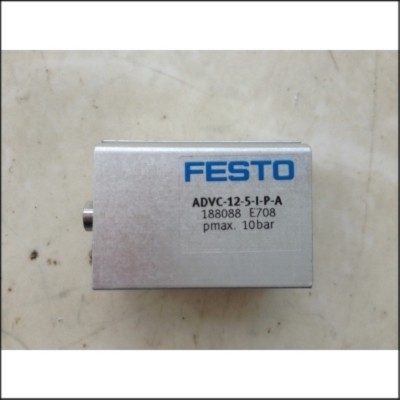 FESTO
ADVC-12-5-I-P-A
188088 E708
pmax. 10bar